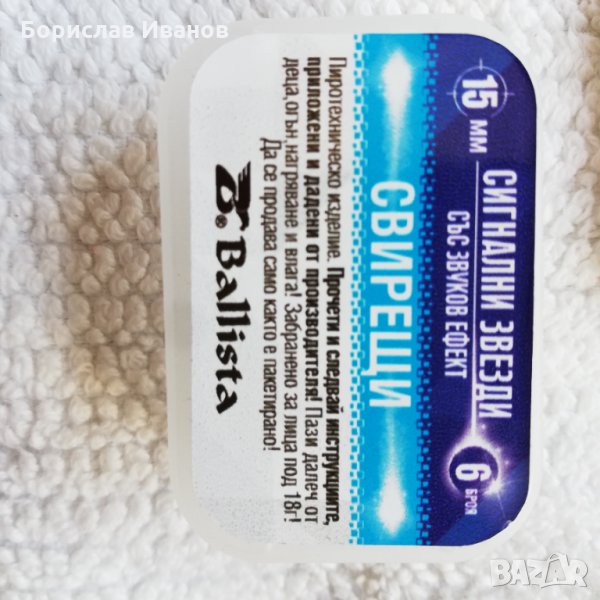 Борислав Иванов
15 мм
СИГНАЛНИ ЗВЕЗДИ
СЪС ЗВУКОВ ЕФЕКТ
6 БРОЯ
СВИРЕЩИ
Пиротехническо изделие. Прочети и следвай инструкциите,
приложени и дадени от производителя! Пази далеч от
деца,огън,нагряване и влага! Забранено за лица под 18г!
Да се продава само както е пакетирано!
® Ballista
BAZAR